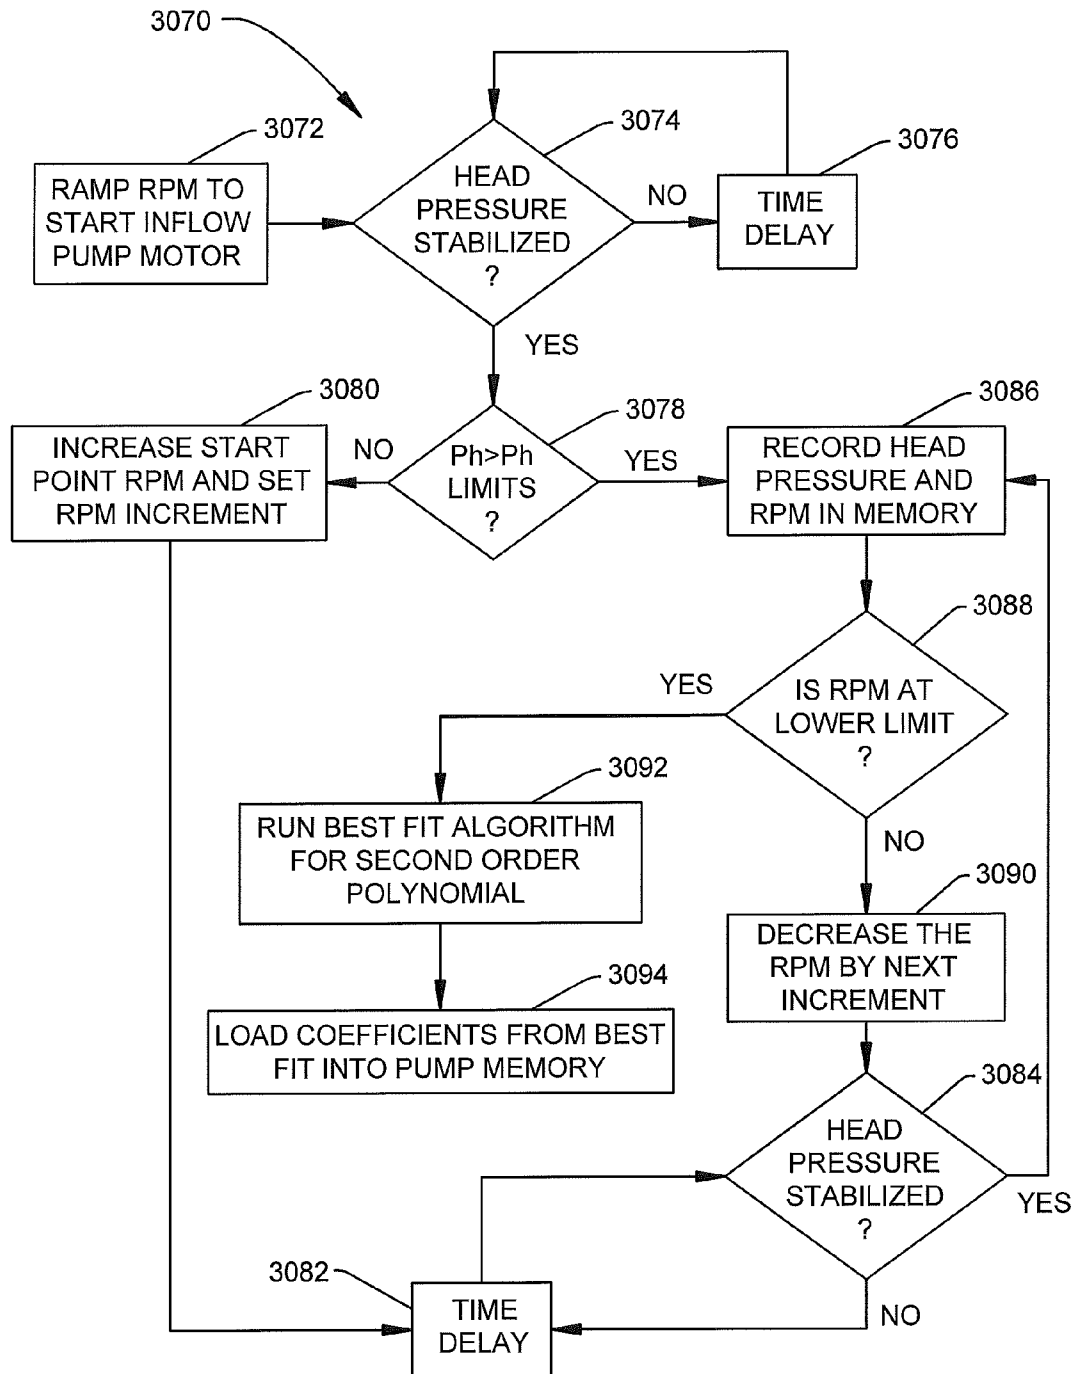 3070
3072
RAMP RPM TO
START INFLOW
PUMP MOTOR
3074
HEAD
PRESSURE
STABILIZED
?
NO
3076
TIME
DELAY
YES
3080
INCREASE START
POINT RPM AND SET
RPM INCREMENT
NO
3078
Ph>Ph
LIMITS
?
YES
3086
RECORD HEAD
PRESSURE AND
RPM IN MEMORY
3088
IS RPM AT
LOWER LIMIT
?
YES
3092
RUN BEST FIT ALGORITHM
FOR SECOND ORDER
POLYNOMIAL
NO
3090
DECREASE THE
RPM BY NEXT
INCREMENT
3094
LOAD COEFFICIENTS FROM BEST
FIT INTO PUMP MEMORY
3084
HEAD
PRESSURE
STABILIZED
?
YES
NO
3082
TIME
DELAY